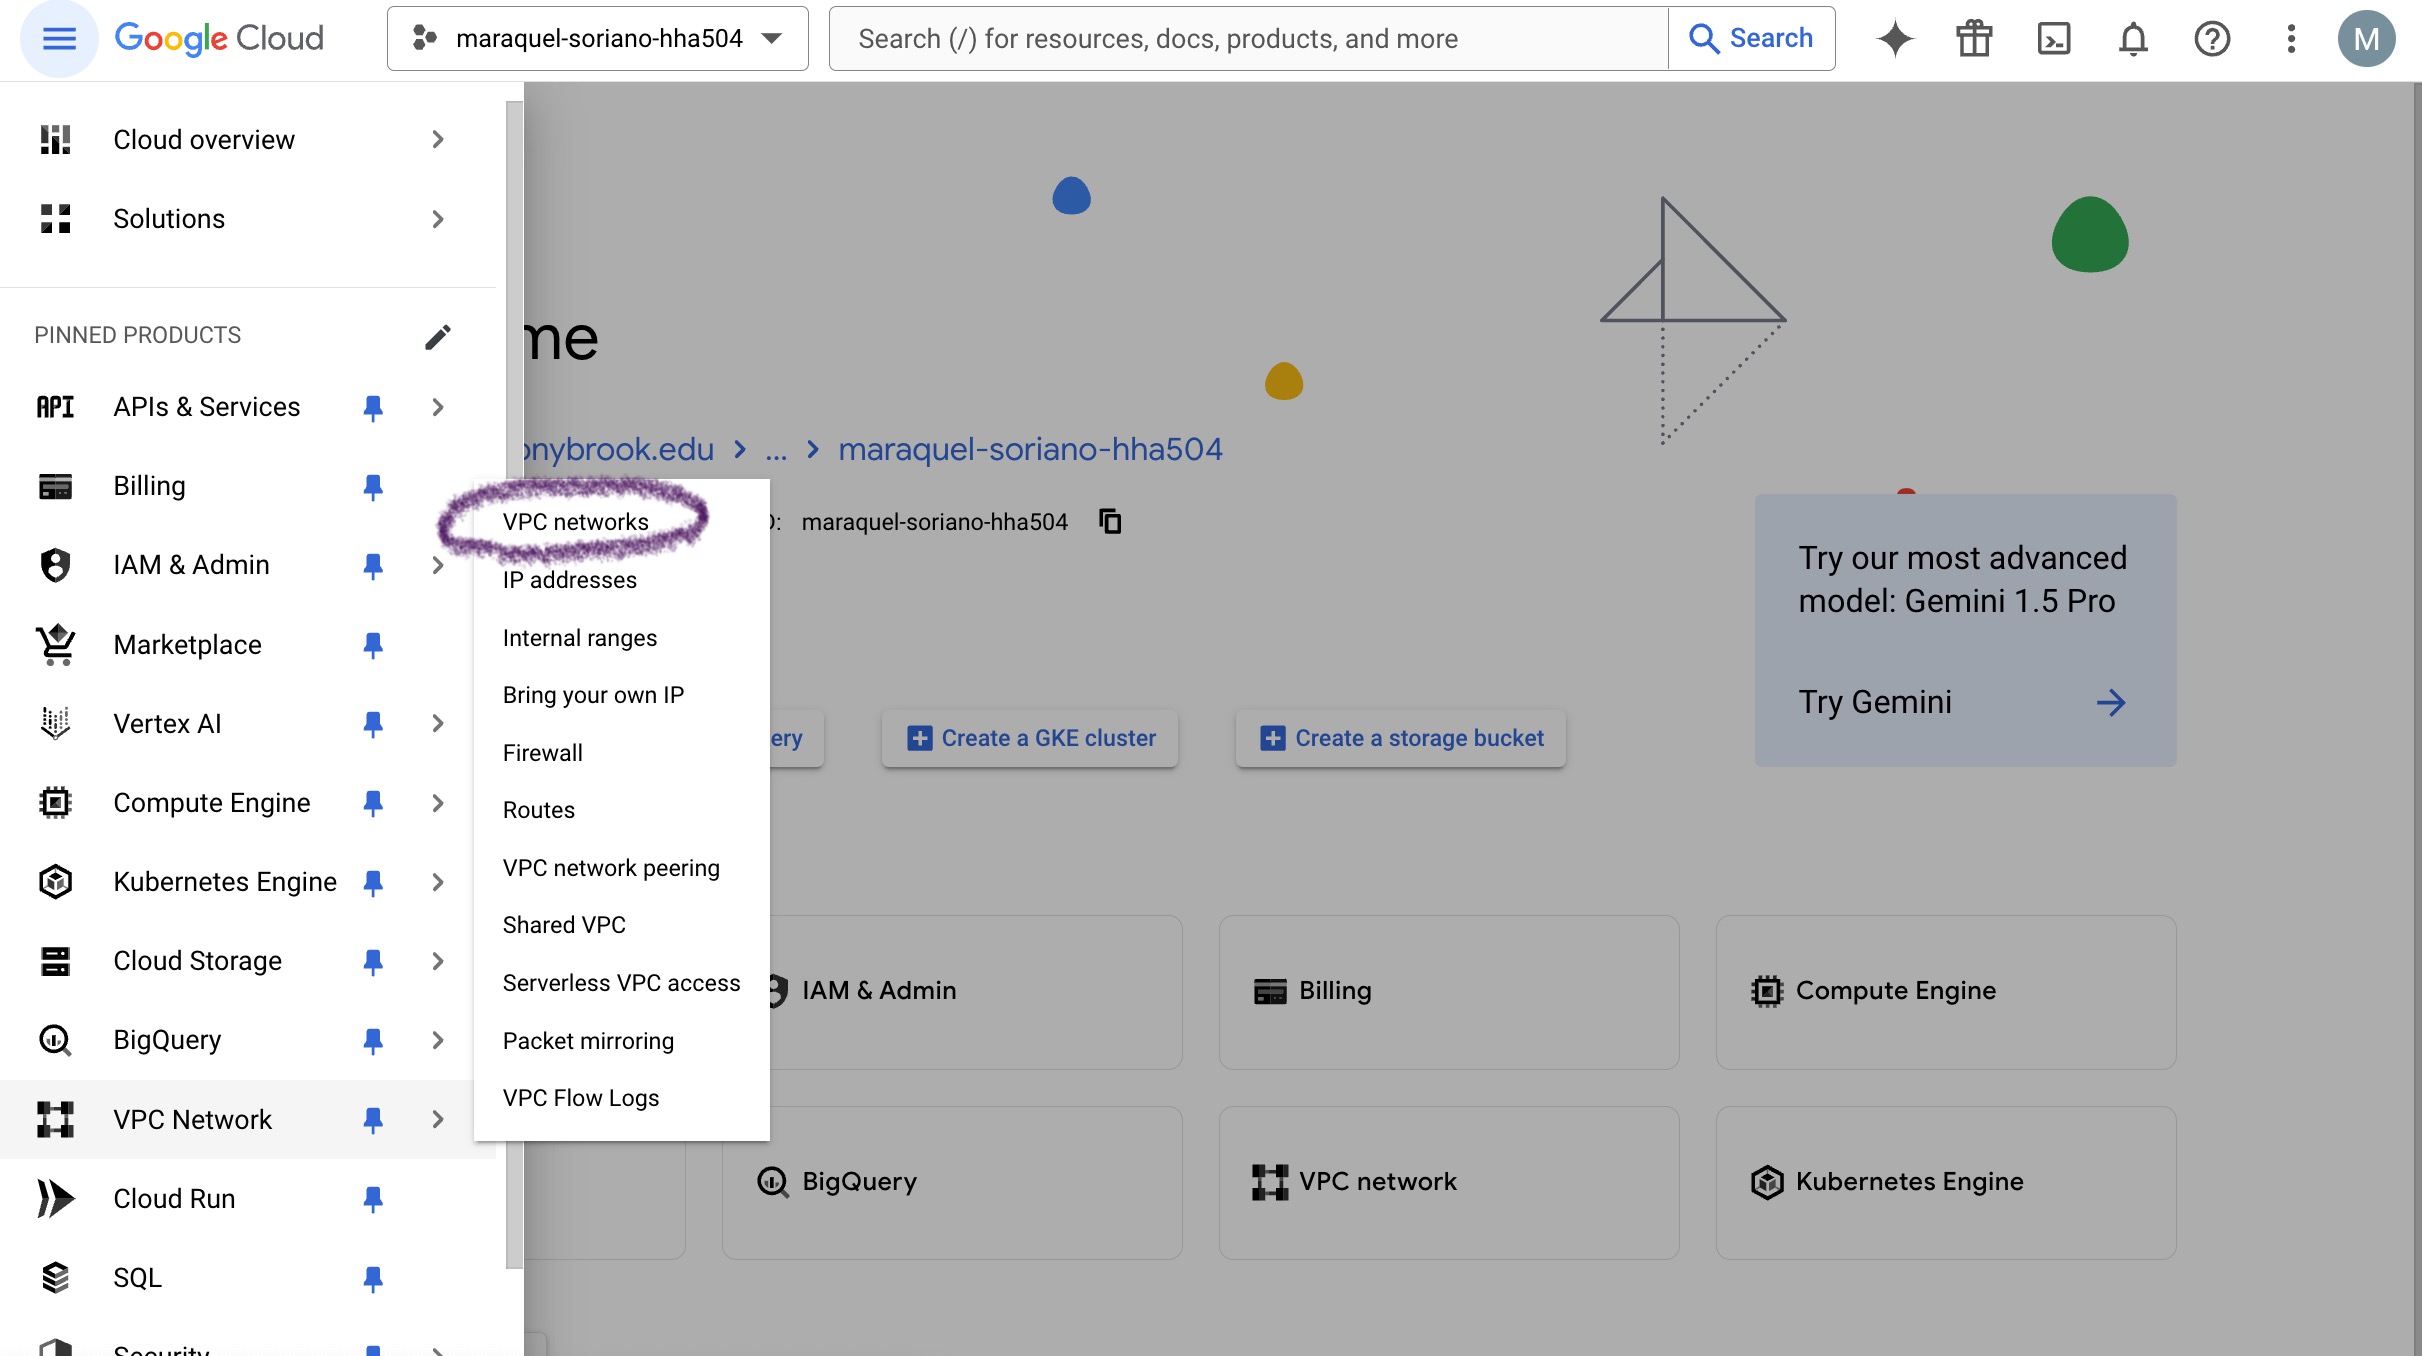 Google Cloud
maraquel-soriano-hha504
Search (/) for resources, docs, products, and more
Search
M
Cloud overview
Solutions
PINNED PRODUCTS
API APIs & Services
Billing
IAM & Admin
Marketplace
Vertex AI
Compute Engine
Kubernetes Engine
Cloud Storage
BigQuery
VPC Network
Cloud Run
SQL
Security
VPC networks
IP addresses
Internal ranges
Bring your own IP
Firewall
Routes
VPC network peering
Shared VPC
Serverless VPC access
Packet mirroring
VPC Flow Logs
me
onybrook.edu > ... > maraquel-soriano-hha504
D: maraquel-soriano-hha504
Try our most advanced
model: Gemini 1.5 Pro
Try Gemini
ery
Create a GKE cluster
Create a storage bucket
IAM & Admin
Billing
Compute Engine
BigQuery
VPC network
Kubernetes Engine